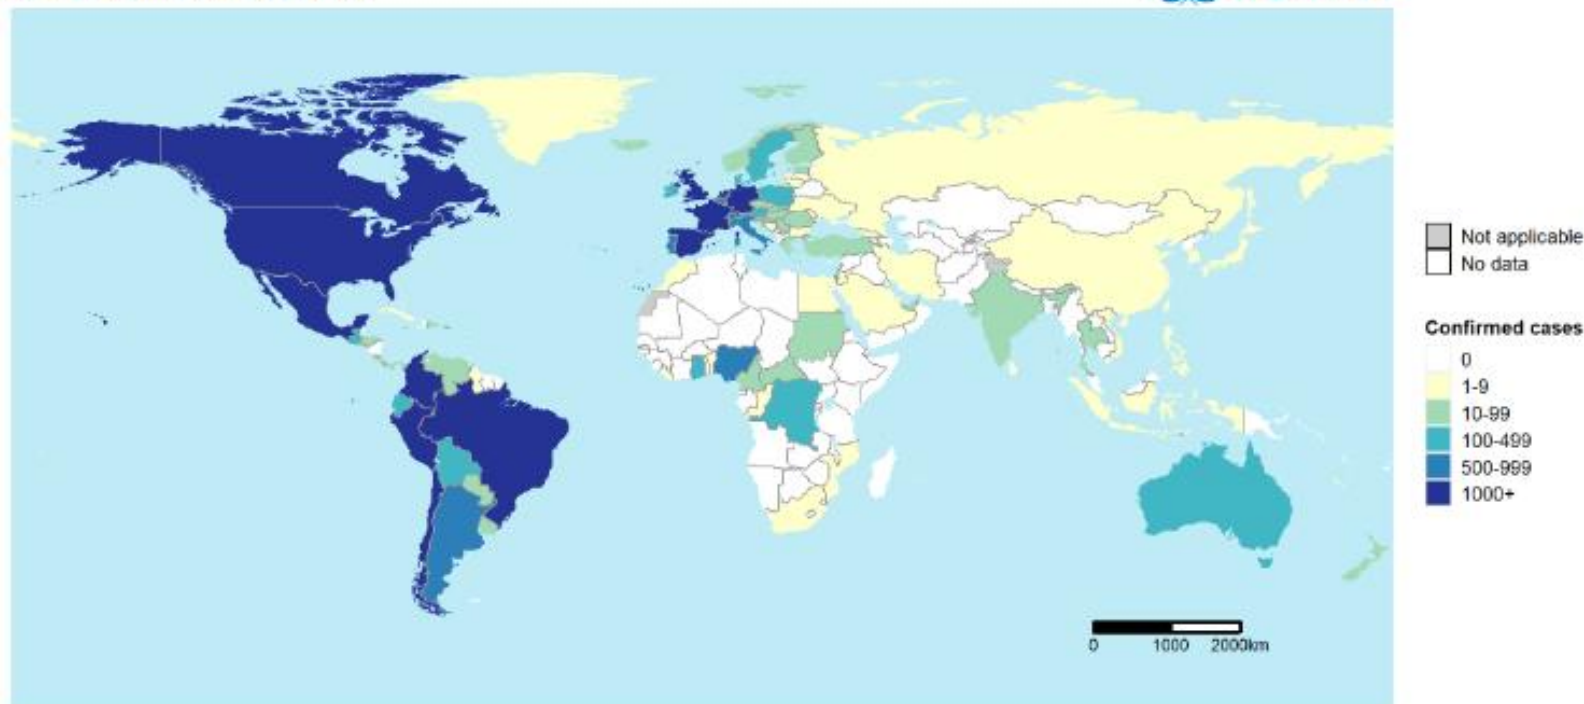 Not applicable
No data
Confirmed cases
0
1-9
10-99
100-499
500-999
1000+
0 1000 2000km